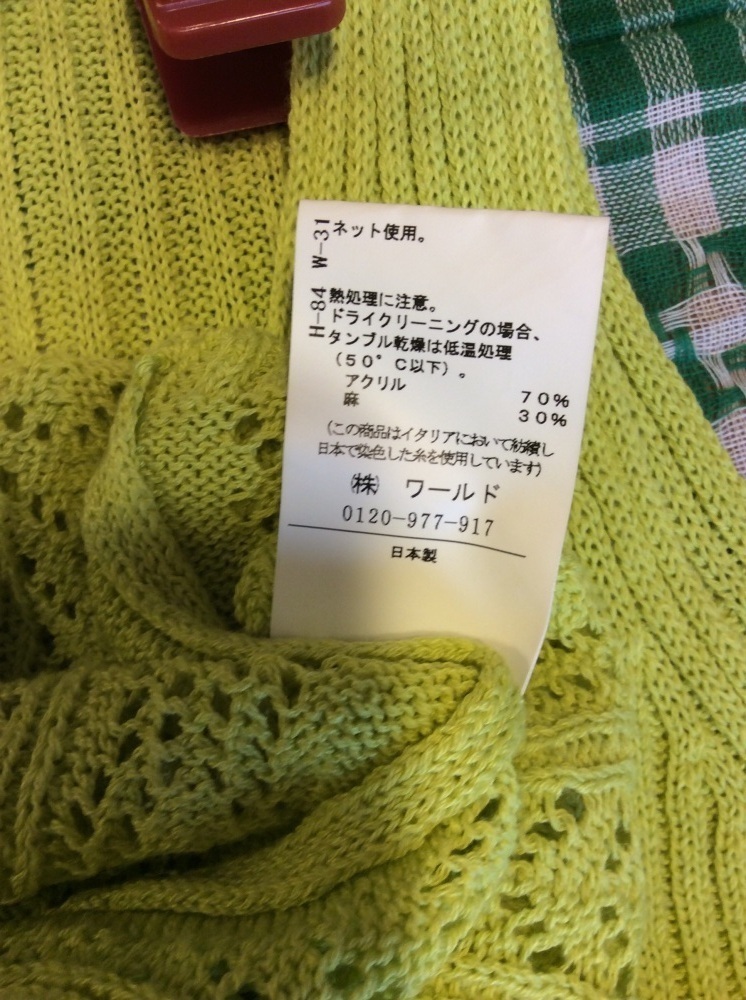 W-31
H-84
ネット使用。
熱処理に注意。
ドライクリーニングの場合、
タンブル乾燥は低温処理
（50°C以下）。
アクリル 70%
麻 30%
(この商品はイタリアにおいて紡績し
日本で染色した糸を使用しています)
㈱ ワールド
0120-977-917
日本製